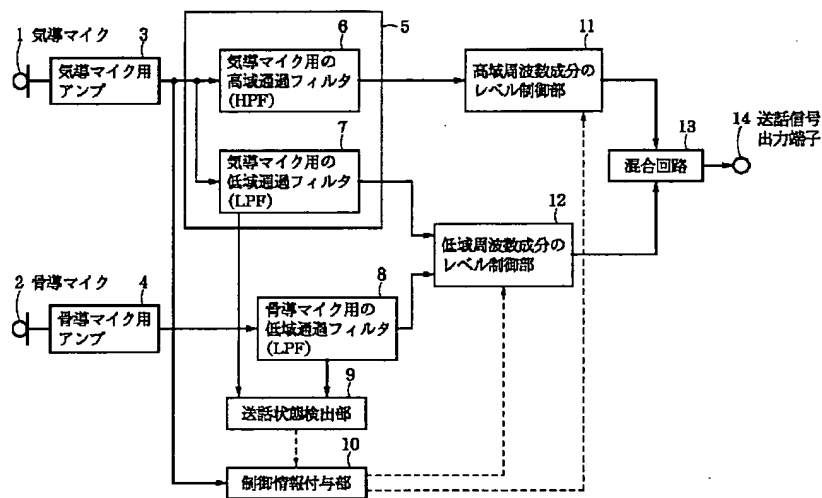 1 気導マイク
3
気導マイク用
アンプ
5
6
気導マイク用の
高域通過フィルタ
(HPF)
7
気導マイク用の
低域通過フィルタ
(LPF)
11
高域周波数成分の
レベル制御部
13
混合回路
14 送話信号
出力端子
12
低域周波数成分の
レベル制御部
2 骨導マイク
4
骨導マイク用
アンプ
8
骨導マイク用の
低域通過フィルタ
(LPF)
9
送話状態検出部
10
制御情報付与部